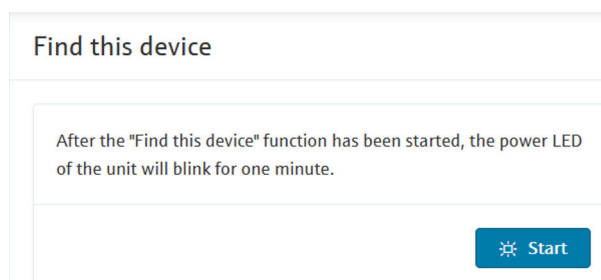 Find this device
After the "Find this device" function has been started, the power LED
of the unit will blink for one minute.
Start